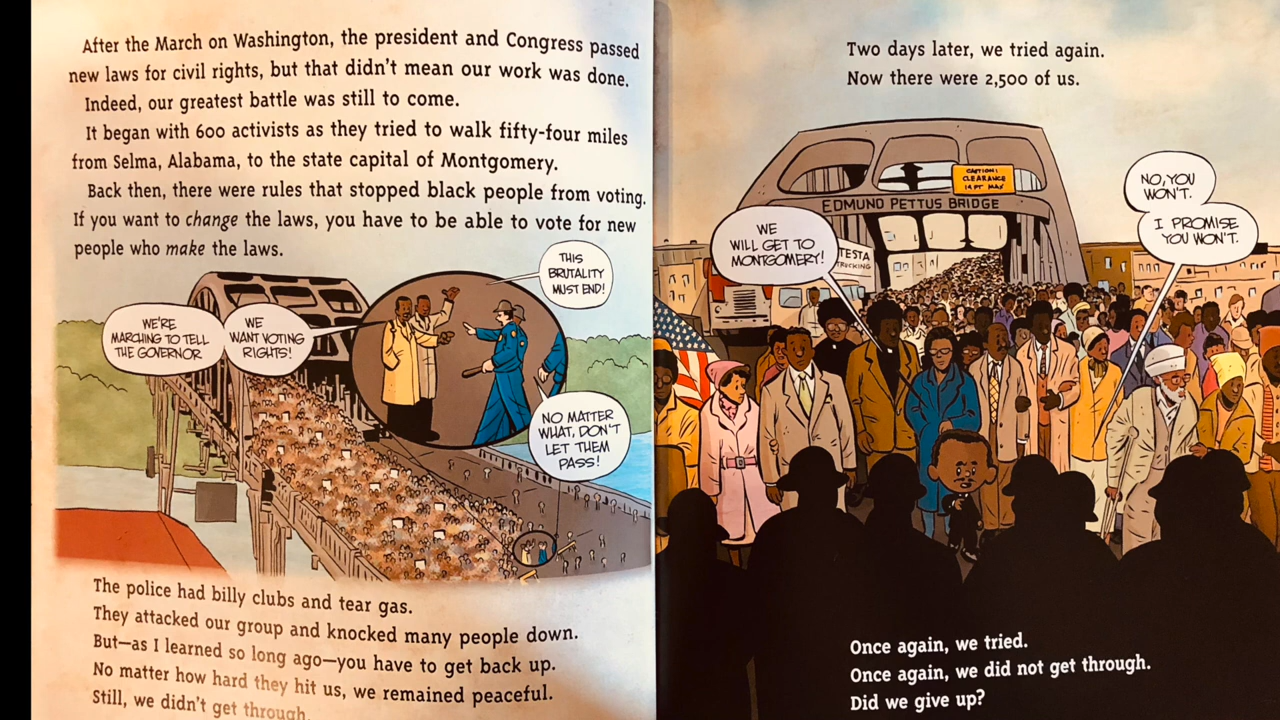 After the March on Washington, the president and Congress passed
new laws for civil rights, but that didn't mean our work was done.
Indeed, our greatest battle was still to come.
It began with 600 activists as they tried to walk fifty-four miles
from Selma, Alabama, to the state capital of Montgomery.
Back then, there were rules that stopped black people from voting.
If you want to change the laws, you have to be able to vote for new
people who make the laws.
THIS
BRUTALITY
MUST END!
WE'RE
MARCHING TO TELL
THE GOVERNOR
WE
WANT VOTING
RIGHTS!
NO MATTER
WHAT, DON'T
LET THEM
PASS!
The police had billy clubs and tear gas.
They attacked our group and knocked many people down.
But—as I learned so long ago—you have to get back up.
No matter how hard they hit us, we remained peaceful.
Still, we didn't get through.
Two days later, we tried again.
Now there were 2,500 of us.
CAUTION!
CLEARANCE
14 FT MAX
EDMUND PETTUS BRIDGE
WE
WILL GET TO
MONTGOMERY!
TESTA
TRUCKING
NO, YOU
WON'T.
I PROMISE
YOU WON'T.
Once again, we tried.
Once again, we did not get through.
Did we give up?